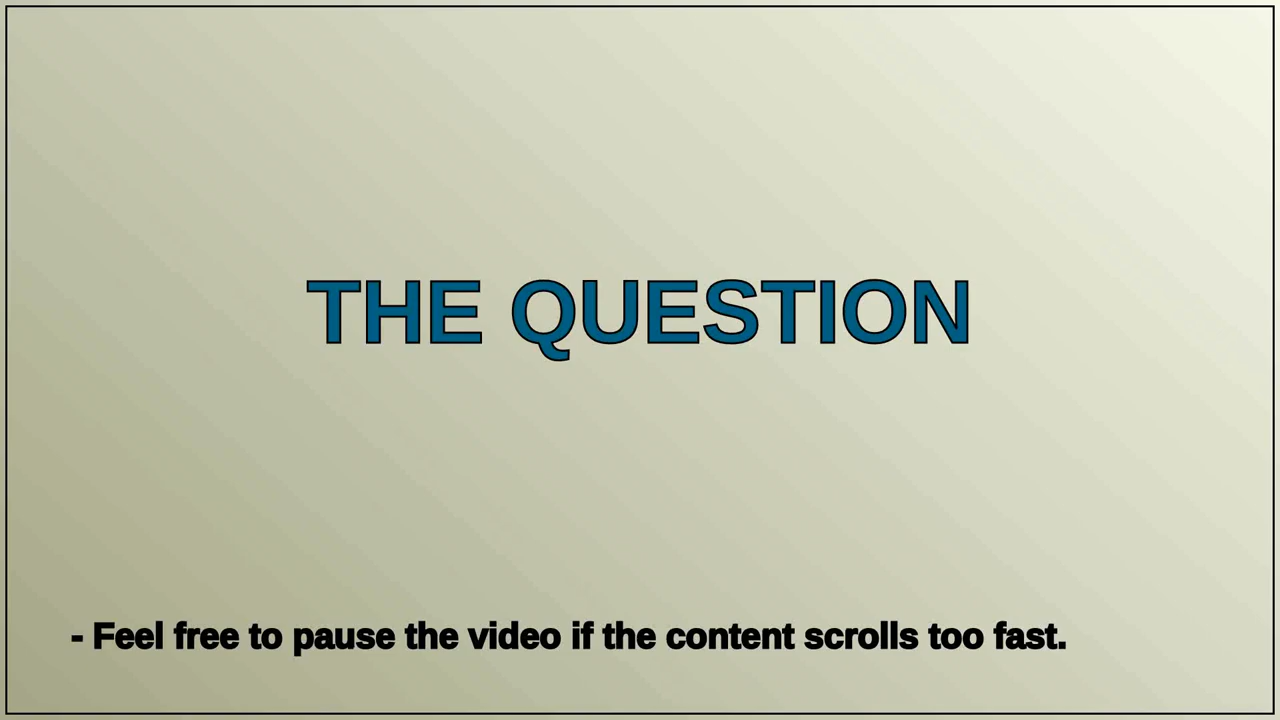 THE QUESTION
- Feel free to pause the video if the content scrolls too fast.